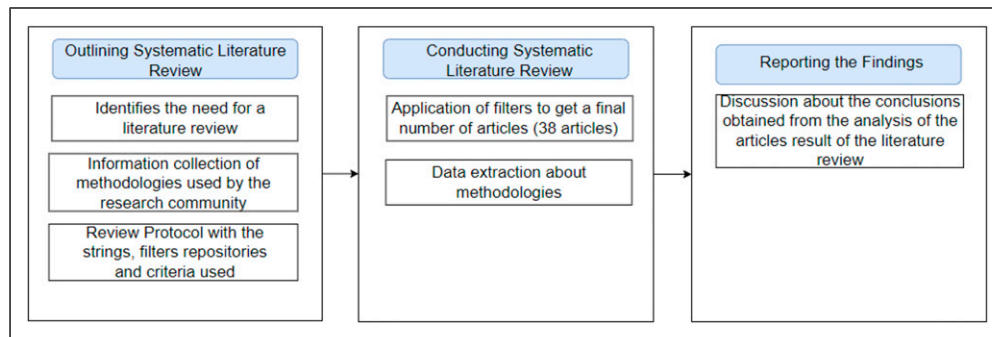 Outlining Systematic Literature
Review
Identifies the need for a
literature review
Information collection of
methodologies used by the
research community
Review Protocol with the
strings, filters repositories
and criteria used
Conducting Systematic
Literature Review
Application of filters to get a final
number of articles (38 articles)
Data extraction about
methodologies
Reporting the Findings
Discussion about the conclusions
obtained from the analysis of the
articles result of the literature
review